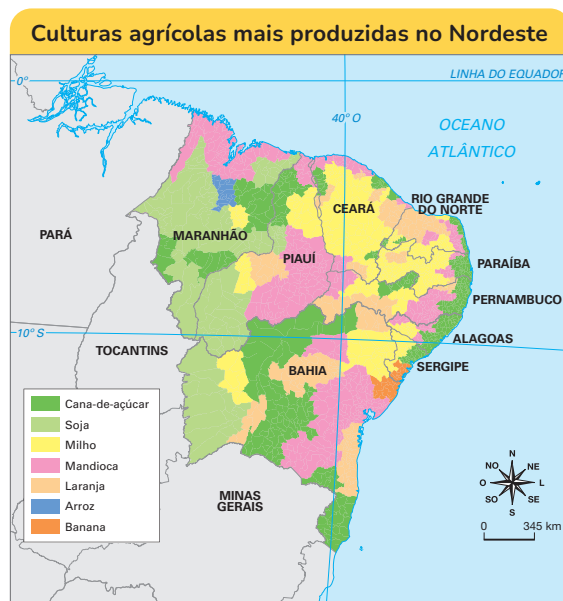 Culturas agrícolas mais produzidas no Nordeste
LINHA DO EQUADOR
0°
40° O
OCEANO
ATLÂNTICO
RIO GRANDE
DO NORTE
CEARÁ
PARÁ
MARANHÃO
PIAUÍ
PARAÍBA
PERNAMBUCO
10° S
ALAGOAS
TOCANTINS
SERGIPE
BAHIA
Cana-de-açúcar
Soja
Milho
Mandioca
Laranja
Arroz
Banana
MINAS
GERAIS
N
NO
NE
O
L
SO
SE
S
0
345 km